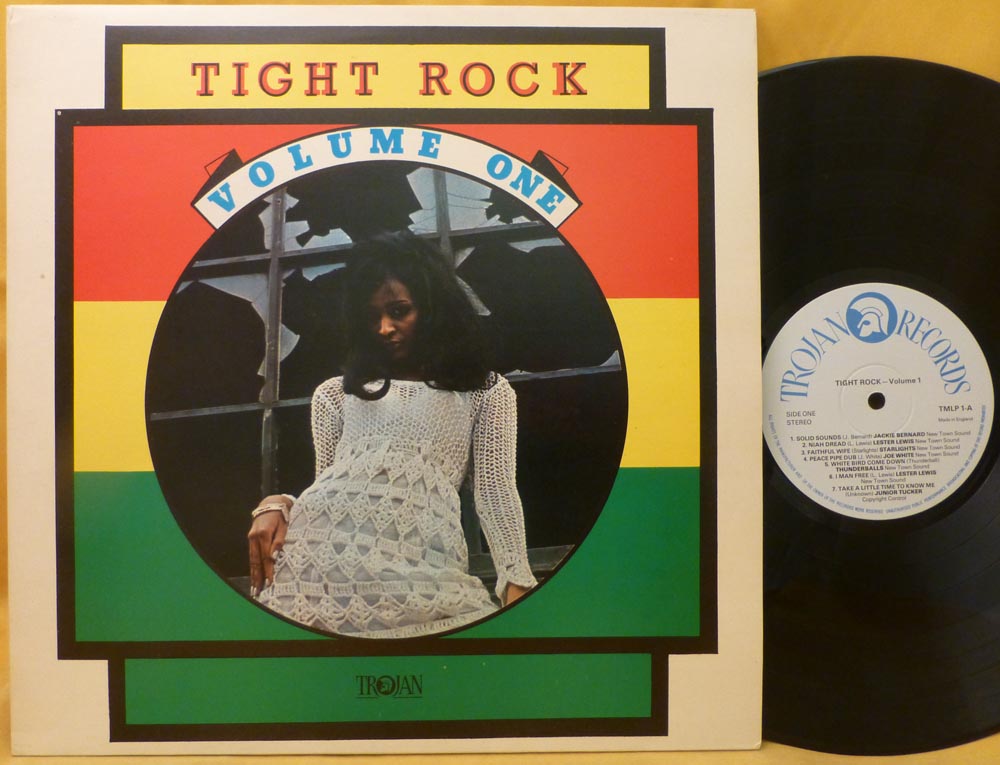 TIGHT ROCK
VOLUME ONE
TROJAN
TROJAN RECORDS
TIGHT ROCK – Volume 1
SIDE ONE
STEREO
TMLP 1-A
Made in England
1. SOLID SOUNDS (J. Bernard) JACKIE BERNARD New Town Sound
2. NIAH DREAD (L. Lewis) LESTER LEWIS New Town Sound
3. FAITHFUL WIFE (Starlights) STARLIGHTS New Town Sound
4. PEACE PIPE DUB (J. White) JOE WHITE New Town Sound
5. WHITE BIRD COME DOWN (Thunderball)
THUNDERBALLS New Town Sound
6. I MAN FREE (L. Lewis) LESTER LEWIS
New Town Sound
7. TAKE A LITTLE TIME TO KNOW ME
(Unknown) JUNIOR TUCKER
Copyright Control